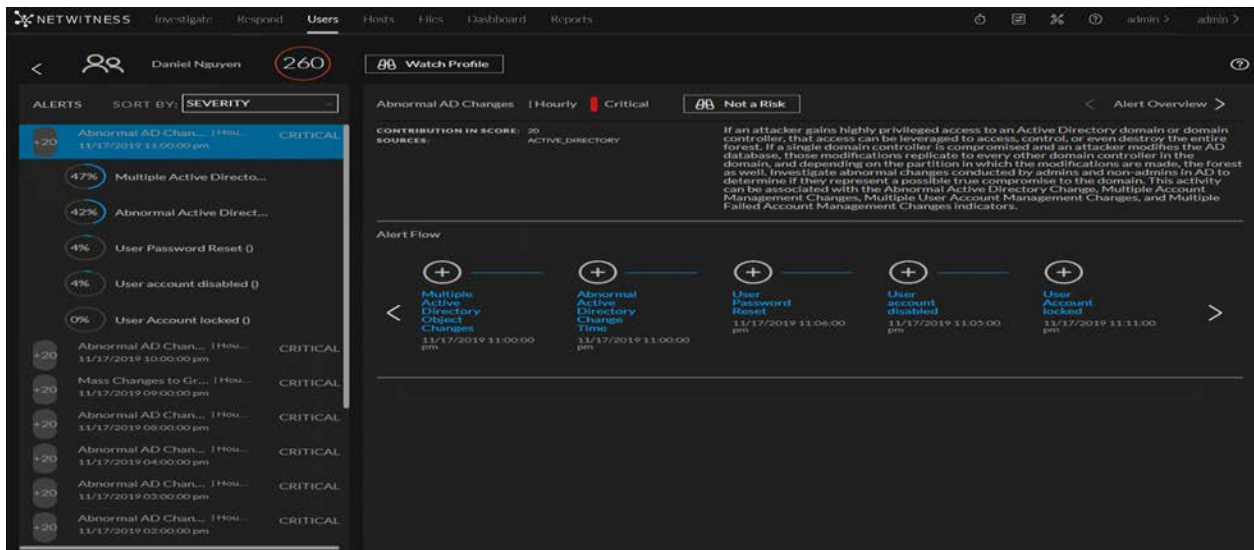 NETWITNESS Investigate Respond Users Hosts Files Dashboard Reports admin > admin >
< Daniel Nguyen 260 Watch Profile
ALERTS SORT BY: SEVERITY
+20 Abnormal AD Chan... | Hou... CRITICAL
11/17/2019 11:00:00 pm
47% Multiple Active Directo...
42% Abnormal Active Direct...
4% User Password Reset ()
4% User account disabled ()
0% User Account locked ()
+20 Abnormal AD Chan... | Hou... CRITICAL
11/17/2019 10:00:00 pm
+20 Mass Changes to Gr... | Hou... CRITICAL
11/17/2019 09:00:00 pm
+20 Abnormal AD Chan... | Hou... CRITICAL
11/17/2019 08:00:00 pm
+20 Abnormal AD Chan... | Hou... CRITICAL
11/17/2019 04:00:00 pm
+20 Abnormal AD Chan... | Hou... CRITICAL
11/17/2019 03:00:00 pm
+20 Abnormal AD Chan... | Hou... CRITICAL
11/17/2019 02:00:00 pm
Abnormal AD Changes | Hourly Critical Not a Risk < Alert Overview >
CONTRIBUTION IN SCORE: 20
SOURCES: ACTIVE_DIRECTORY
If an attacker gains highly privileged access to an Active Directory domain or domain
controller, that access can be leveraged to access, control, or even destroy the entire
forest. If a single domain controller is compromised and an attacker modifies the AD
database, those modifications replicate to every other domain controller in the
domain, and depending on the partition in which the modifications are made, the forest
as well. Investigate abnormal changes conducted by admins and non-admins in AD to
determine if they represent a possible true compromise to the domain. This activity
can be associated with the Abnormal Active Directory Change, Multiple Account
Management Changes, Multiple User Account Management Changes, and Multiple
Failed Account Management Changes indicators.
Alert Flow
Multiple
Active
Directory
Object
Changes
11/17/2019 11:00:00
pm
Abnormal
Active
Directory
Change
Time
11/17/2019 11:00:00
pm
User
Password
Reset
11/17/2019 11:06:00
pm
User
account
disabled
11/17/2019 11:05:00
pm
User
Account
locked
11/17/2019 11:11:00
pm